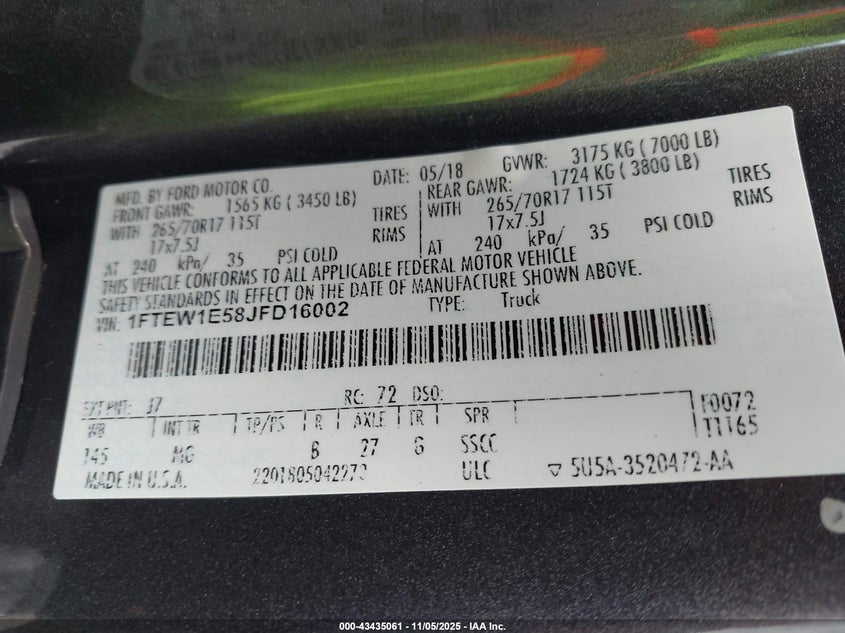 MFD. BY FORD MOTOR CO.
DATE: 05/18 GVWR: 3175 KG ( 7000 LB)
FRONT GAWR: 1565 KG ( 3450 LB)
REAR GAWR: 1724 KG ( 3800 LB)
WITH 265/70R17 115T TIRES
WITH 265/70R17 115T TIRES
17x7.5J RIMS
17x7.5J RIMS
AT 240 kPa/ 35 PSI COLD
AT 240 kPa/ 35 PSI COLD
THIS VEHICLE CONFORMS TO ALL APPLICABLE FEDERAL MOTOR VEHICLE
SAFETY STANDARDS IN EFFECT ON THE DATE OF MANUFACTURE SHOWN ABOVE.
VIN: 1FTEW1E58JFD16002 TYPE: Truck
EXT PNT: J7 RC: 72 DSO:
WB INT TR TP/PS R AXLE TR SPR F0072
T1165
145 MG B 27 G SSCC
MADE IN U.S.A. ULC 5U5A-3520472-AA
000-43435061 - 11/05/2025 - IAA Inc.